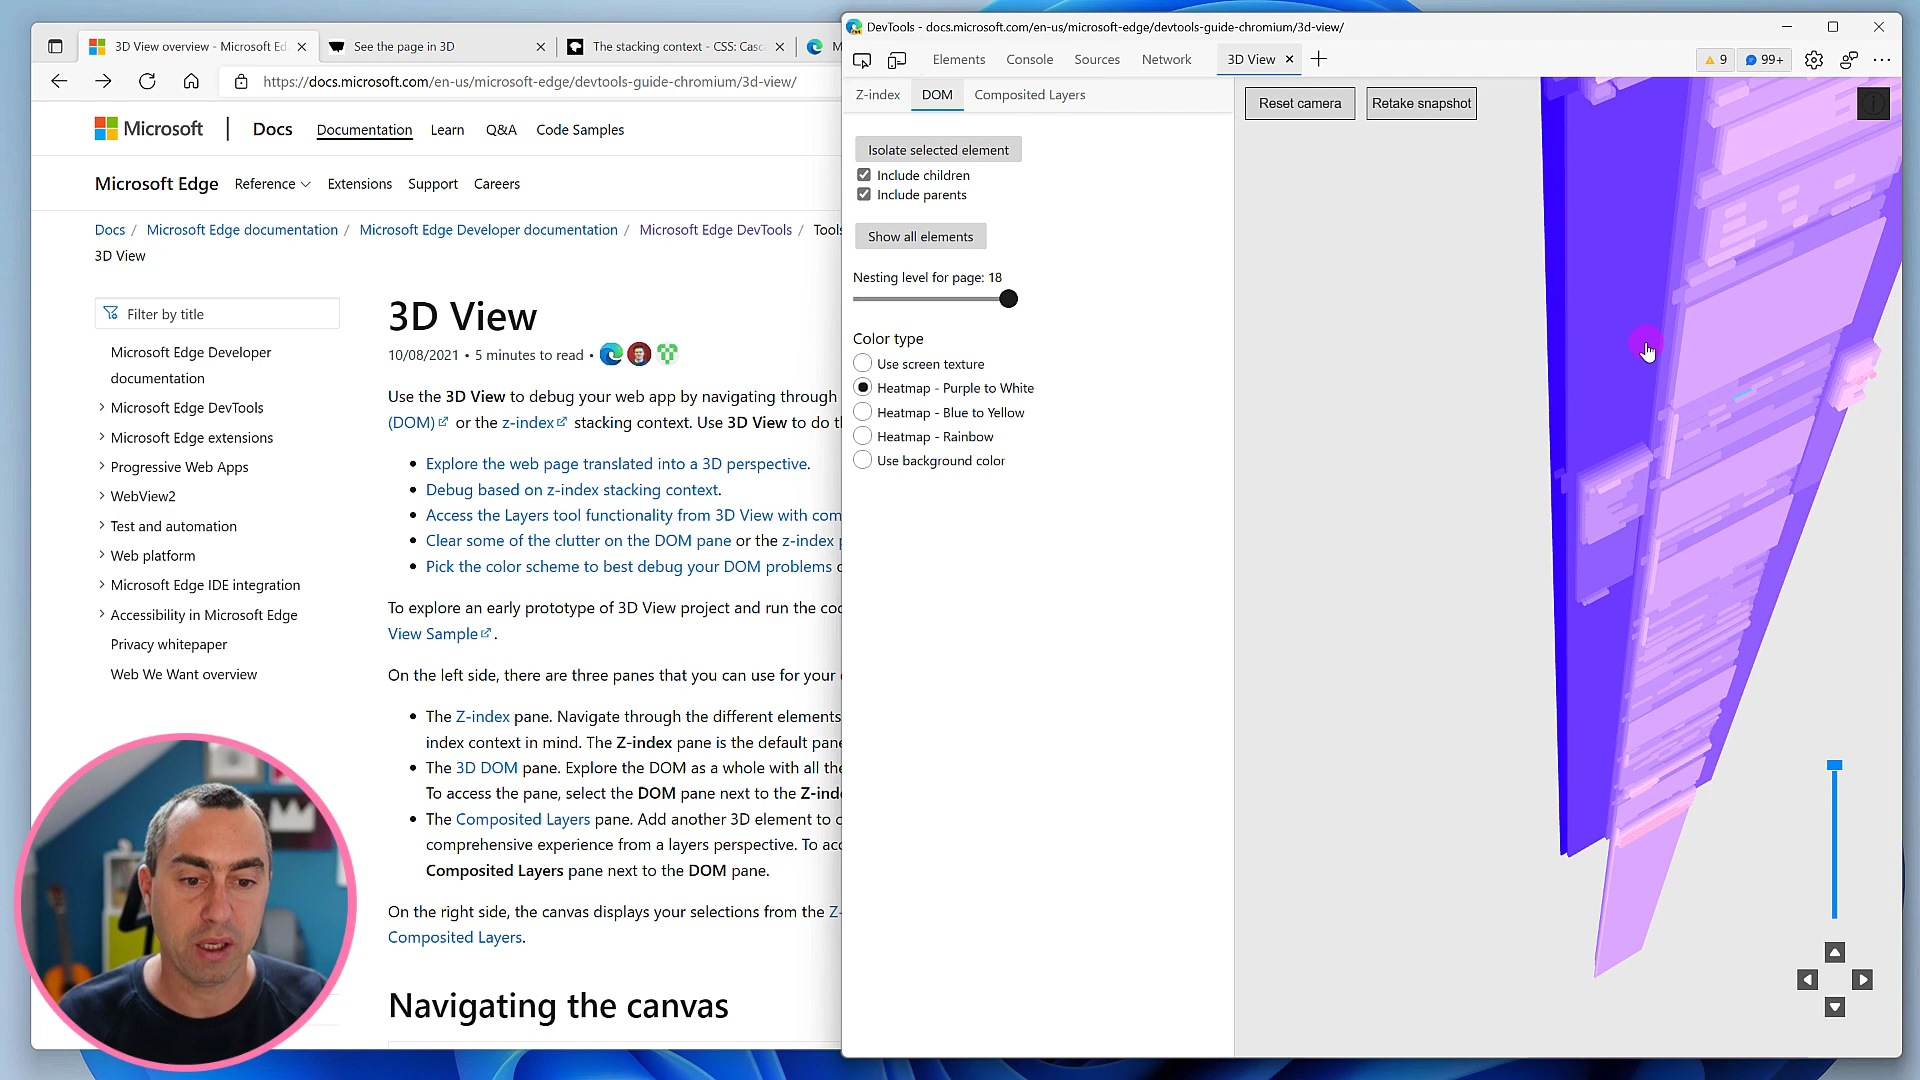 3D View overview - Microsoft Ed
See the page in 3D
The stacking context - CSS: Casca
https://docs.microsoft.com/en-us/microsoft-edge/devtools-guide-chromium/3d-view/
Microsoft
Docs
Documentation
Learn
Q&A
Code Samples
Microsoft Edge
Reference
Extensions
Support
Careers
Docs / Microsoft Edge documentation / Microsoft Edge Developer documentation / Microsoft Edge DevTools / Tools
3D View
Filter by title
Microsoft Edge Developer
documentation
Microsoft Edge DevTools
Microsoft Edge extensions
Progressive Web Apps
WebView2
Test and automation
Web platform
Microsoft Edge IDE integration
Accessibility in Microsoft Edge
Privacy whitepaper
Web We Want overview
3D View
10/08/2021 • 5 minutes to read •
Use the 3D View to debug your web app by navigating through
(DOM) or the z-index stacking context. Use 3D View to do th
• Explore the web page translated into a 3D perspective.
• Debug based on z-index stacking context.
• Access the Layers tool functionality from 3D View with com
• Clear some of the clutter on the DOM pane or the z-index p
• Pick the color scheme to best debug your DOM problems o
To explore an early prototype of 3D View project and run the cod
View Sample .
On the left side, there are three panes that you can use for your
• The Z-index pane. Navigate through the different elements
index context in mind. The Z-index pane is the default pane
• The 3D DOM pane. Explore the DOM as a whole with all the
To access the pane, select the DOM pane next to the Z-inde
• The Composited Layers pane. Add another 3D element to
comprehensive experience from a layers perspective. To acc
Composited Layers pane next to the DOM pane.
On the right side, the canvas displays your selections from the Z-
Composited Layers.
Navigating the canvas
DevTools - docs.microsoft.com/en-us/microsoft-edge/devtools-guide-chromium/3d-view/
Elements
Console
Sources
Network
3D View
9
99+
Z-index
DOM
Composited Layers
Isolate selected element
Include children
Include parents
Show all elements
Nesting level for page: 18
Color type
Use screen texture
Heatmap - Purple to White
Heatmap - Blue to Yellow
Heatmap - Rainbow
Use background color
Reset camera
Retake snapshot